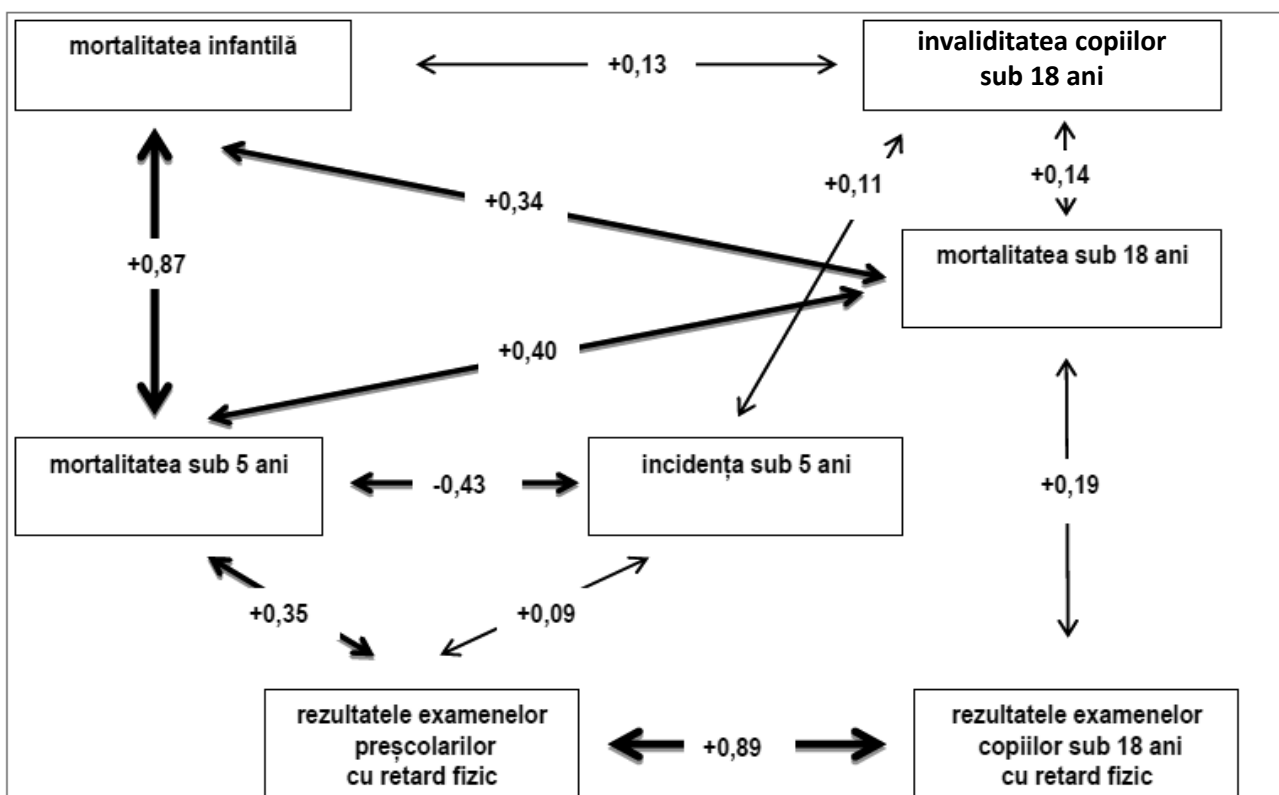 mortalitatea infantilă
+0,13
invaliditatea copiilor
sub 18 ani
+0,11
+0,14
+0,34
+0,87
mortalitatea sub 18 ani
+0,40
mortalitatea sub 5 ani
-0,43
incidența sub 5 ani
+0,19
+0,35
+0,09
rezultatele examenelor
preșcolarilor
cu retard fizic
+0,89
rezultatele examenelor
copiilor sub 18 ani
cu retard fizic